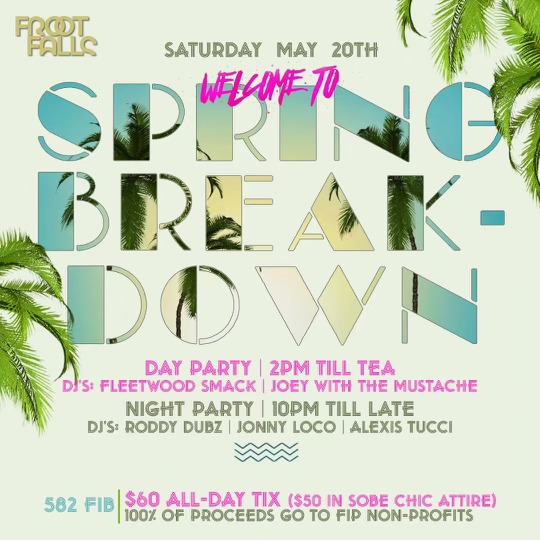 FROOT
FALLS
SATURDAY MAY 20TH
WELCOME TO
SPRING
BREAK-
DOWN
DAY PARTY | 2PM TILL TEA
DJ'S: FLEETWOOD SMACK | JOEY WITH THE MUSTACHE
NIGHT PARTY | 10PM TILL LATE
DJ'S: RODDY DUBZ | JONNY LOCO | ALEXIS TUCCI
582 FIB
$60 ALL-DAY TIX ($50 IN SOBE CHIC ATTIRE)
100% OF PROCEEDS GO TO FIP NON-PROFITS